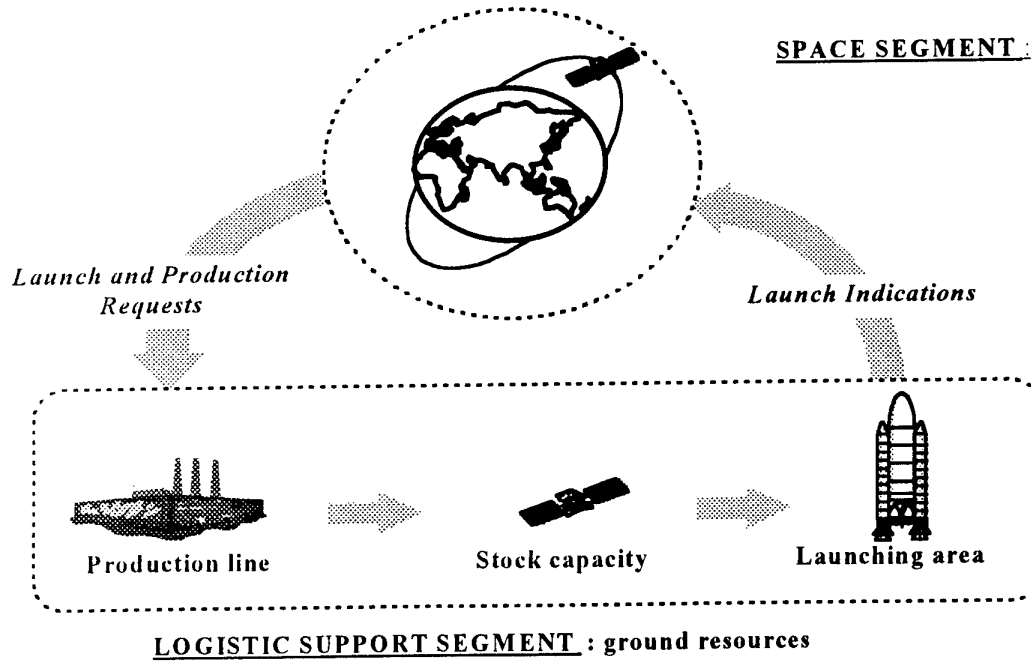 SPACE SEGMENT :
Launch and Production
Requests
Launch Indications
Production line
Stock capacity
Launching area
LOGISTIC SUPPORT SEGMENT : ground resources